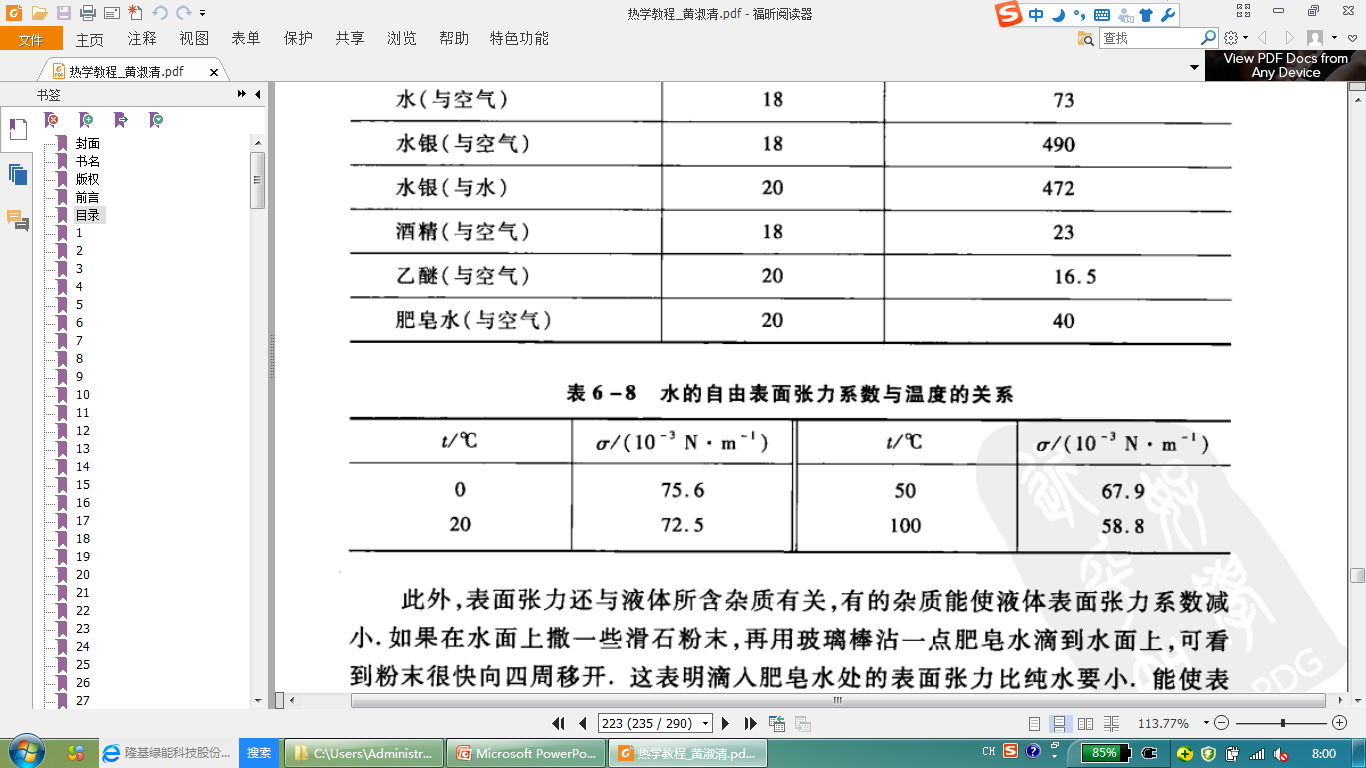 热学教程_黄淑清.pdf - 福昕阅读器
中
文件 主页 注释 视图 表单 保护 共享 浏览 帮助 特色功能
查找
热学教程_黄淑清.pdf
View PDF Docs from
Any Device
书签
封面
书名
版权
前言
目录
1
2
3
4
5
6
7
8
9
10
11
12
13
14
15
16
17
18
19
20
21
22
23
24
25
26
27
水(与空气) 18 73
水银(与空气) 18 490
水银(与水) 20 472
酒精(与空气) 18 23
乙醚(与空气) 20 16.5
肥皂水(与空气) 20 40
表 6-8 水的自由表面张力系数与温度的关系
t/℃ σ/(10⁻³ N·m⁻¹) t/℃ σ/(10⁻³ N·m⁻¹)
0 75.6 50 67.9
20 72.5 100 58.8
此外,表面张力还与液体所含杂质有关,有的杂质能使液体表面张力系数减
小.如果在水面上撒一些滑石粉末,再用玻璃棒沾一点肥皂水滴到水面上,可看
到粉末很快向四周移开. 这表明滴入肥皂水处的表面张力比纯水要小. 能使表
PDG
223 (235 / 290)
113.77%
隆基绿能科技股份...
搜索
C:\Users\Administr...
Microsoft PowerPo...
热学教程_黄淑清.pd...
CH
85%
8:00